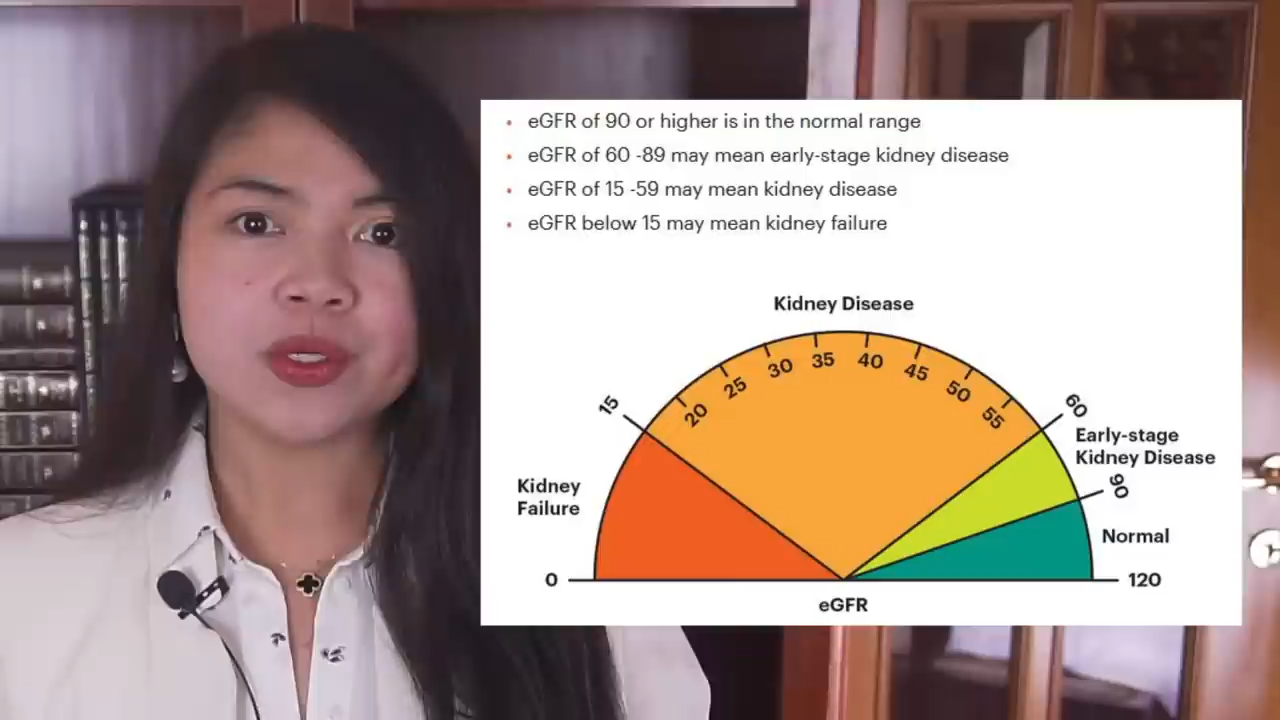 eGFR of 90 or higher is in the normal range
eGFR of 60 -89 may mean early-stage kidney disease
eGFR of 15 -59 may mean kidney disease
eGFR below 15 may mean kidney failure
Kidney Disease
15
20
25
30
35
40
45
50
55
60
Early-stage
Kidney Disease
90
Kidney
Failure
Normal
0
120
eGFR